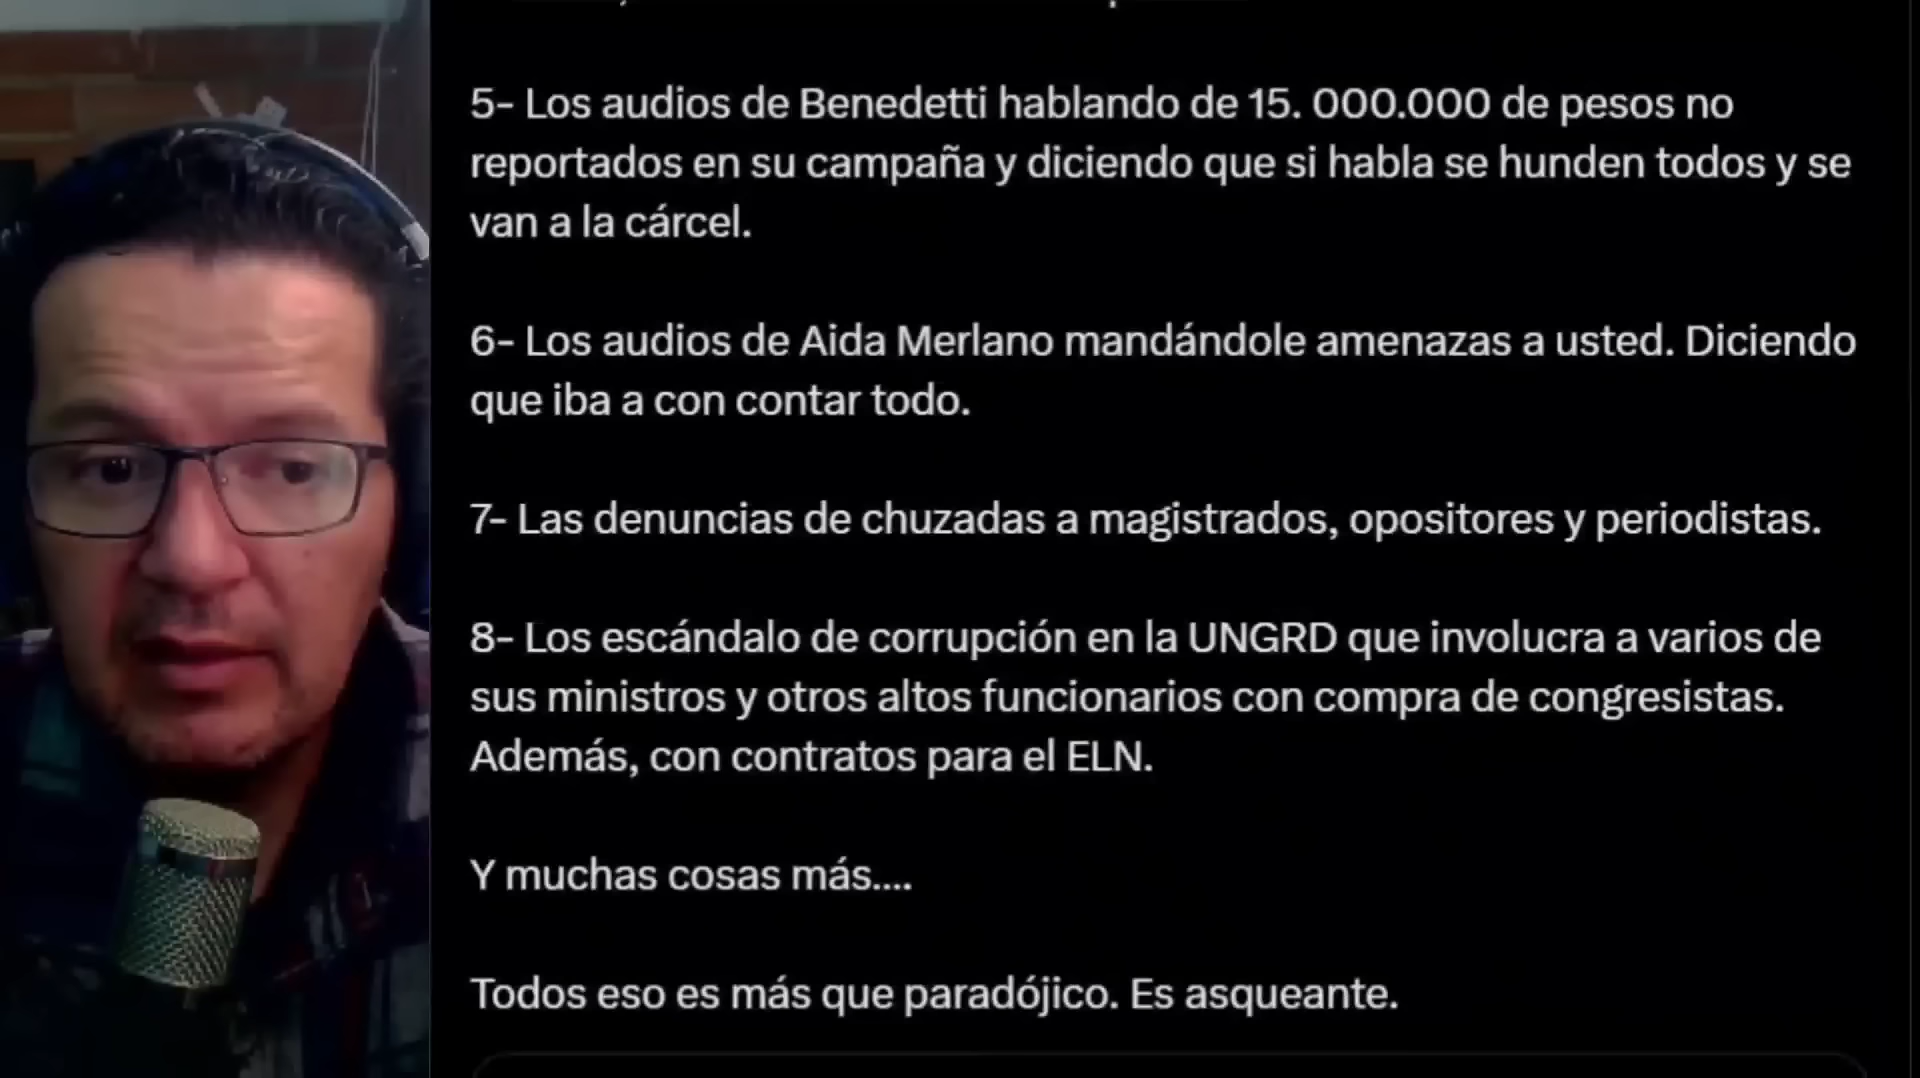 5- Los audios de Benedetti hablando de 15. 000.000 de pesos no
reportados en su campaña y diciendo que si habla se hunden todos y se
van a la cárcel.
6- Los audios de Aida Merlano mandándole amenazas a usted. Diciendo
que iba a con contar todo.
7- Las denuncias de chuzadas a magistrados, opositores y periodistas.
8- Los escándalo de corrupción en la UNGRD que involucra a varios de
sus ministros y otros altos funcionarios con compra de congresistas.
Además, con contratos para el ELN.
Y muchas cosas más....
Todos eso es más que paradójico. Es asqueante.